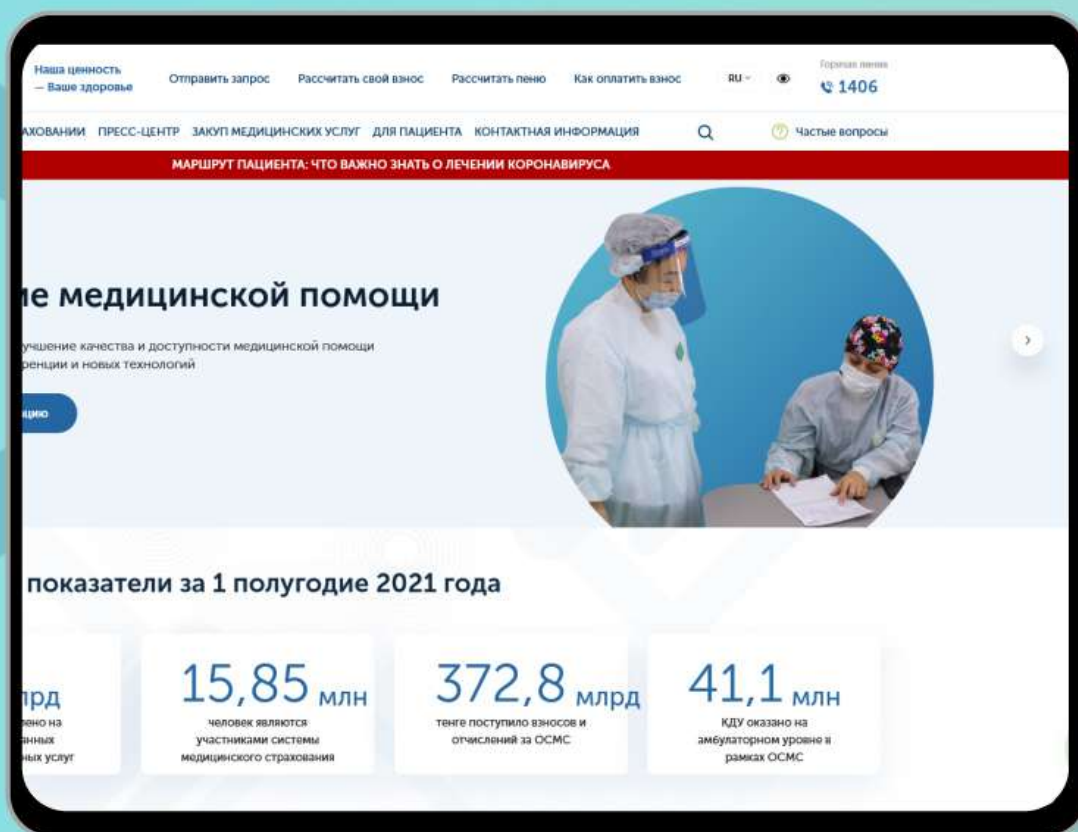 Наша ценность
— Ваше здоровье
Отправить запрос Рассчитать свой взнос Рассчитать пеню Как оплатить взнос RU
Горячая линия
1406
АХОВАНИИ ПРЕСС-ЦЕНТР ЗАКУП МЕДИЦИНСКИХ УСЛУГ ДЛЯ ПАЦИЕНТА КОНТАКТНАЯ ИНФОРМАЦИЯ Частые вопросы
МАРШРУТ ПАЦИЕНТА: ЧТО ВАЖНО ЗНАТЬ О ЛЕЧЕНИИ КОРОНАВИРУСА
ие медицинской помощи
учшение качества и доступности медицинской помощи
ренции и новых технологий
ацию
показатели за 1 полугодие 2021 года
лрд
лено на
анных
ных услуг
15,85 млн
человек являются
участниками системы
медицинского страхования
372,8 млрд
тенге поступило взносов и
отчислений за ОСМС
41,1 млн
КДУ оказано на
амбулаторном уровне в
рамках ОСМС